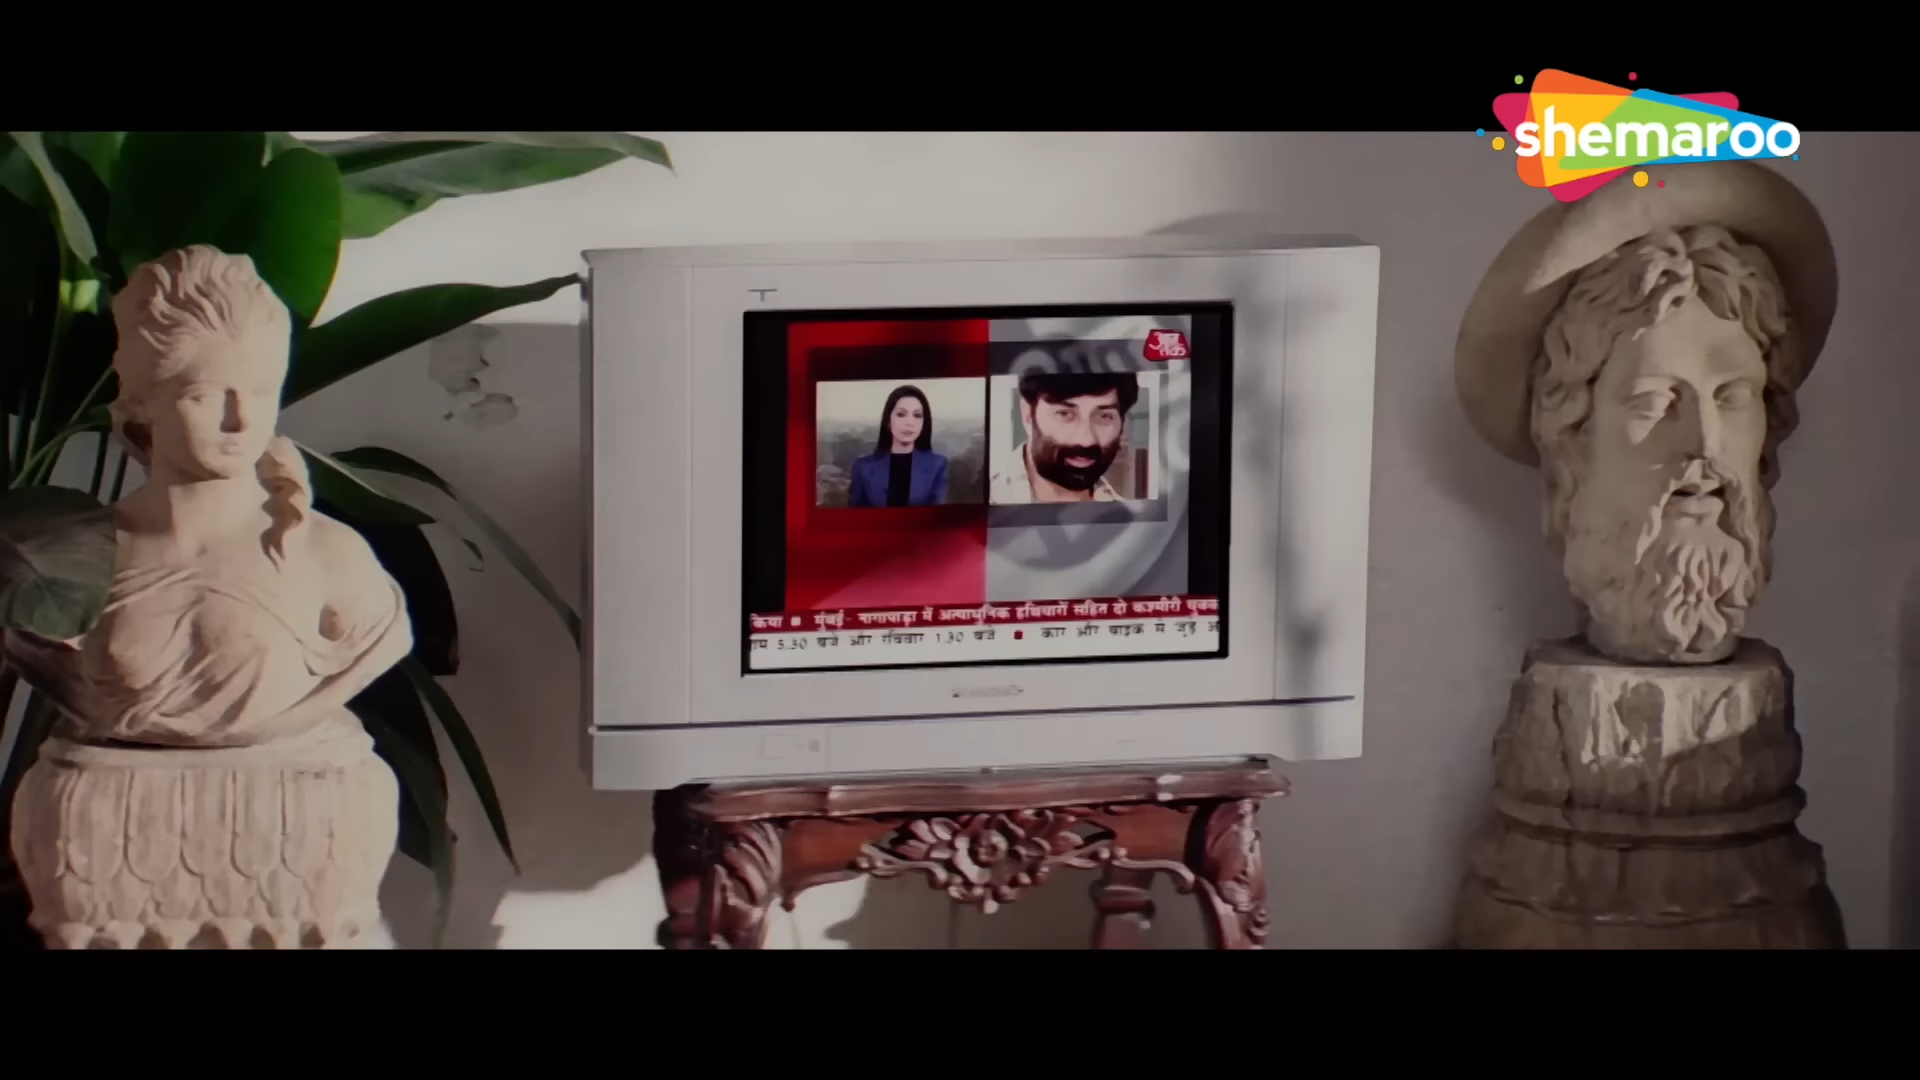 shemaroo
आज
तक
किया ■ मुंबई- नागापाड़ा में अत्याधुनिक हथियारों सहित दो कश्मीरी युवक
ाम 5.30 बजे और रविवार 1.30 बजे ■ कार और बाइक से जुड़े अ